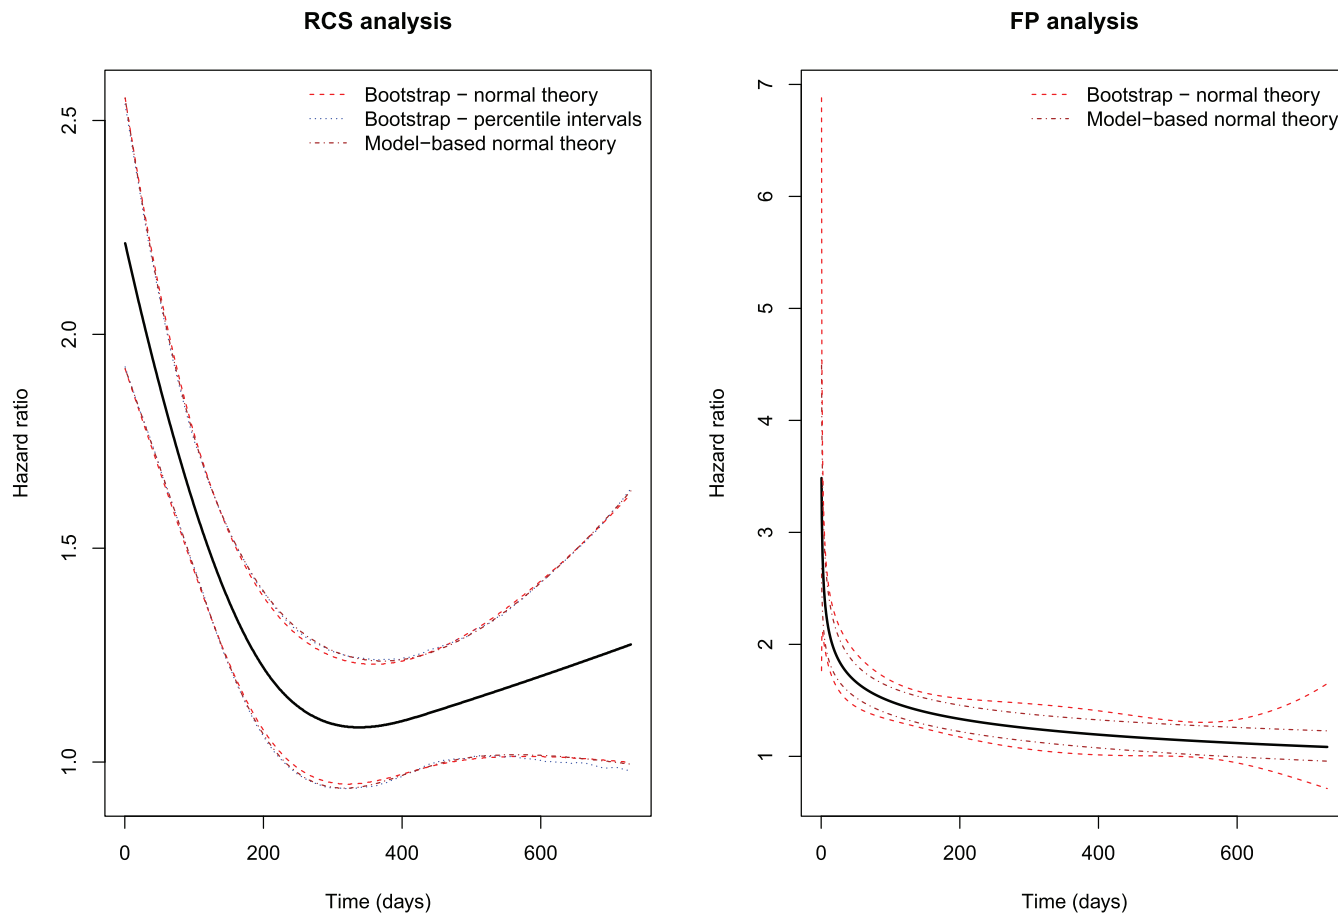 RCS analysis
Bootstrap − normal theory
Bootstrap − percentile intervals
Model−based normal theory
2.5
2.0
1.5
1.0
Hazard ratio
0
200
400
600
Time (days)
FP analysis
Bootstrap − normal theory
Model−based normal theory
7
6
5
4
3
2
1
Hazard ratio
0
200
400
600
Time (days)